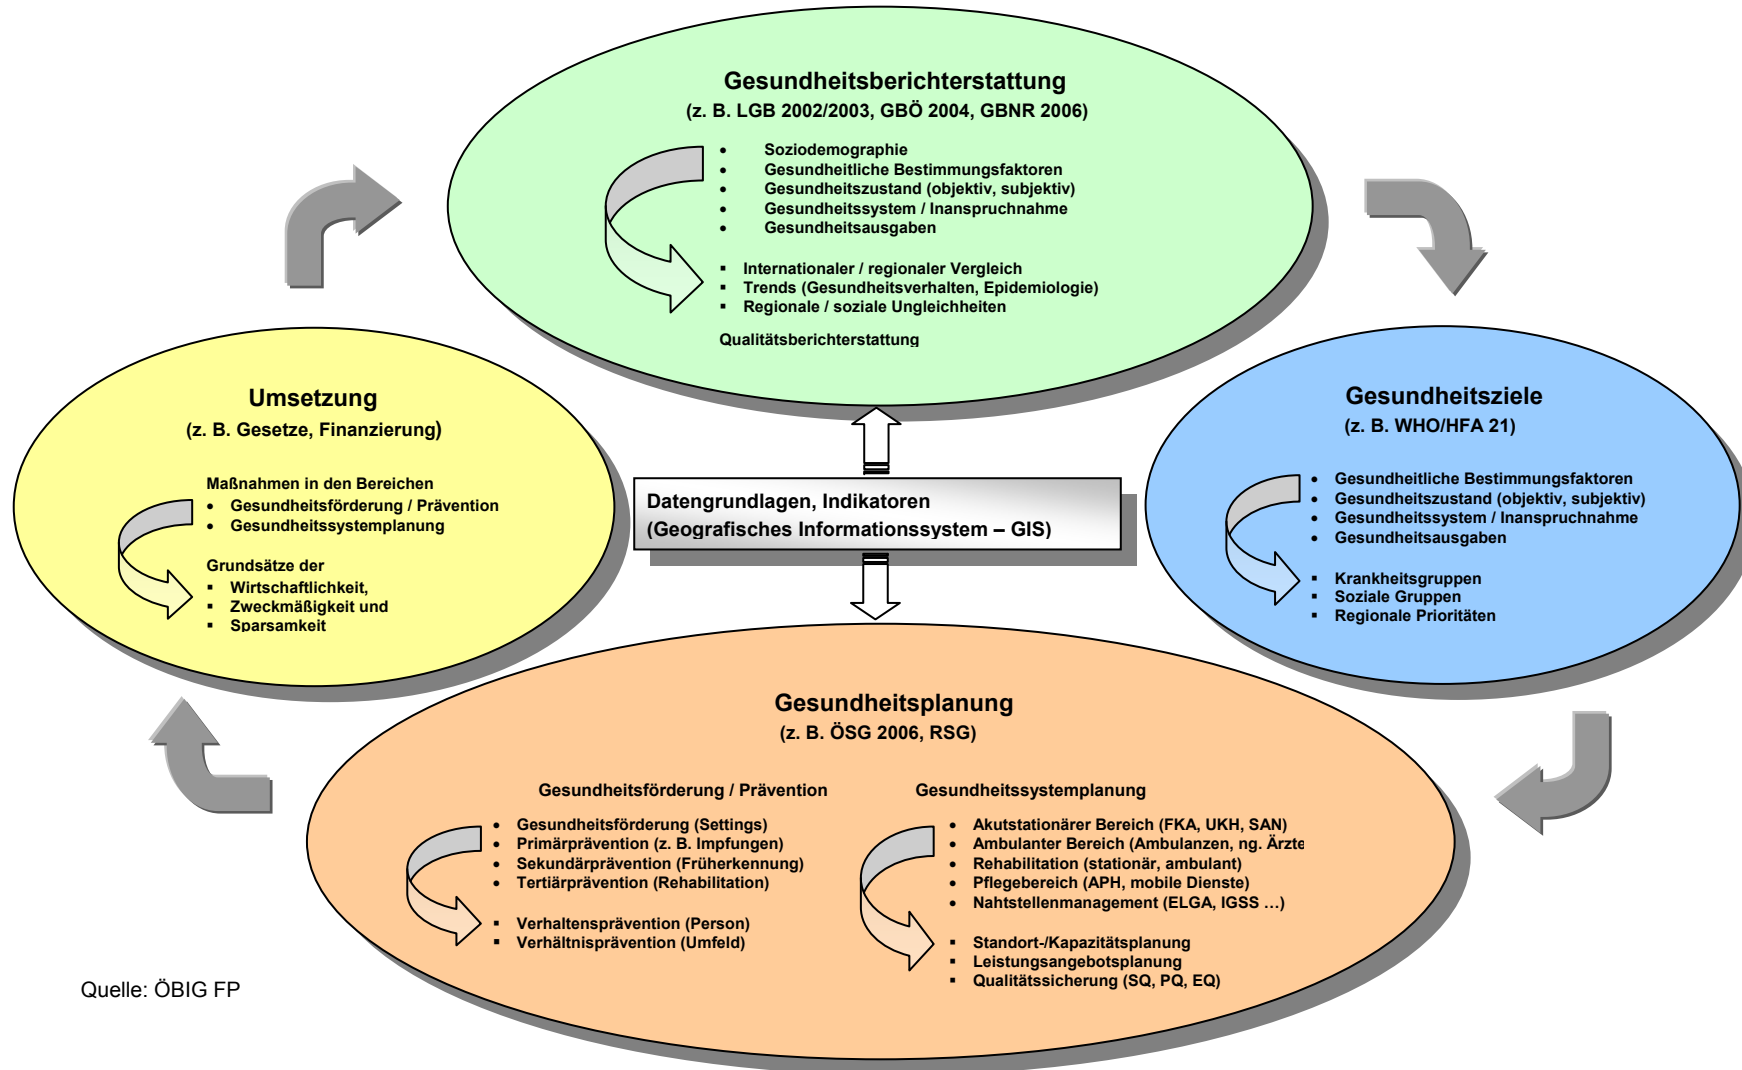 Gesundheitsberichterstattung
(z. B. LGB 2002/2003, GBÖ 2004, GBNR 2006)
• Soziodemographie
• Gesundheitliche Bestimmungsfaktoren
• Gesundheitszustand (objektiv, subjektiv)
• Gesundheitssystem / Inanspruchnahme
• Gesundheitsausgaben
▪ Internationaler / regionaler Vergleich
▪ Trends (Gesundheitsverhalten, Epidemiologie)
▪ Regionale / soziale Ungleichheiten
Qualitätsberichterstattung
Umsetzung
(z. B. Gesetze, Finanzierung)
Maßnahmen in den Bereichen
• Gesundheitsförderung / Prävention
• Gesundheitssystemplanung
Grundsätze der
▪ Wirtschaftlichkeit,
▪ Zweckmäßigkeit und
▪ Sparsamkeit
Datengrundlagen, Indikatoren
(Geografisches Informationssystem – GIS)
Gesundheitsziele
(z. B. WHO/HFA 21)
• Gesundheitliche Bestimmungsfaktoren
• Gesundheitszustand (objektiv, subjektiv)
• Gesundheitssystem / Inanspruchnahme
• Gesundheitsausgaben
▪ Krankheitsgruppen
▪ Soziale Gruppen
▪ Regionale Prioritäten
Gesundheitsplanung
(z. B. ÖSG 2006, RSG)
Gesundheitsförderung / Prävention
• Gesundheitsförderung (Settings)
• Primärprävention (z. B. Impfungen)
• Sekundärprävention (Früherkennung)
• Tertiärprävention (Rehabilitation)
▪ Verhaltensprävention (Person)
▪ Verhältnisprävention (Umfeld)
Gesundheitssystemplanung
• Akutstationärer Bereich (FKA, UKH, SAN)
• Ambulanter Bereich (Ambulanzen, ng. Ärzte
• Rehabilitation (stationär, ambulant)
• Pflegebereich (APH, mobile Dienste)
• Nahtstellenmanagement (ELGA, IGSS …)
▪ Standort-/Kapazitätsplanung
▪ Leistungsangebotsplanung
▪ Qualitätssicherung (SQ, PQ, EQ)
Quelle: ÖBIG FP